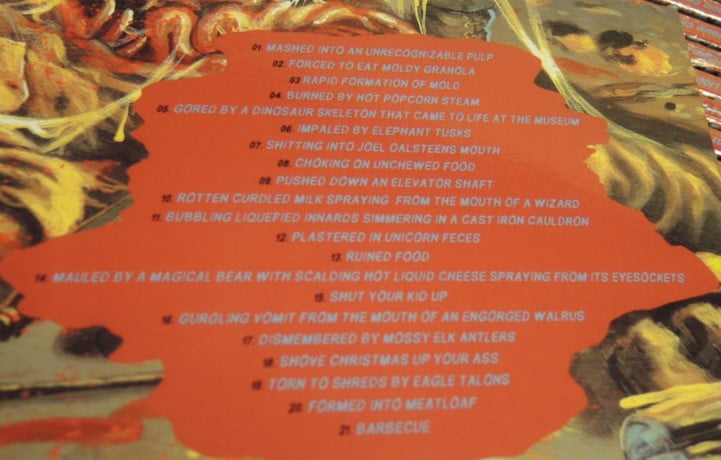 01. MASHED INTO AN UNRECOGNIZABLE PULP
02. FORCED TO EAT MOLDY GRANOLA
03 RAPID FORMATION OF MOLD
04. BURNED BY HOT POPCORN STEAM
05. GORED BY A DINOSAUR SKELETON THAT CAME TO LIFE AT THE MUSEUM
06. IMPALED BY ELEPHANT TUSKS
07. SHITTING INTO JOEL OALSTEENS MOUTH
08. CHOKING ON UNCHEWED FOOD
09. PUSHED DOWN AN ELEVATOR SHAFT
10. ROTTEN CURDLED MILK SPRAYING FROM THE MOUTH OF A WIZARD
11. BUBBLING LIQUEFIED INNARDS SIMMERING IN A CAST IRON CAULDRON
12. PLASTERED IN UNICORN FECES
13. RUINED FOOD
14. MAULED BY A MAGICAL BEAR WITH SCALDING HOT LIQUID CHEESE SPRAYING FROM ITS EYESOCKETS
15. SHUT YOUR KID UP
16. GURGLING VOMIT FROM THE MOUTH OF AN ENGORGED WALRUS
17. DISMEMBERED BY MOSSY ELK ANTLERS
18. SHOVE CHRISTMAS UP YOUR ASS
19. TORN TO SHREDS BY EAGLE TALONS
20. FORMED INTO MEATLOAF
21. BARBECUE